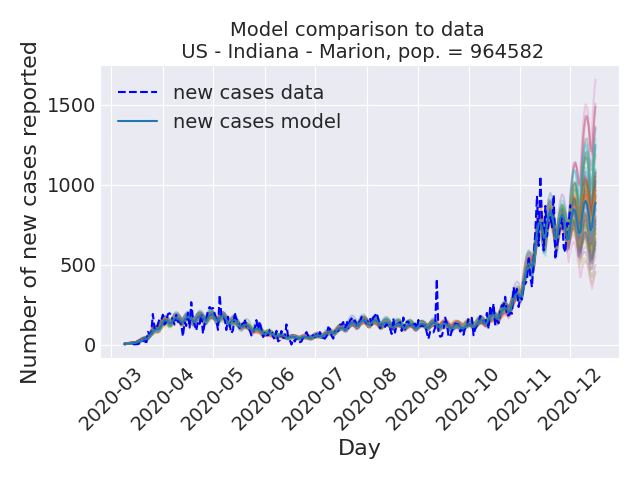 Model comparison to data
US - Indiana - Marion, pop. = 964582
Number of new cases reported
new cases data
new cases model
1500
1000
500
0
2020-03
2020-04
2020-05
2020-06
2020-07
2020-08
2020-09
2020-10
2020-11
2020-12
Day